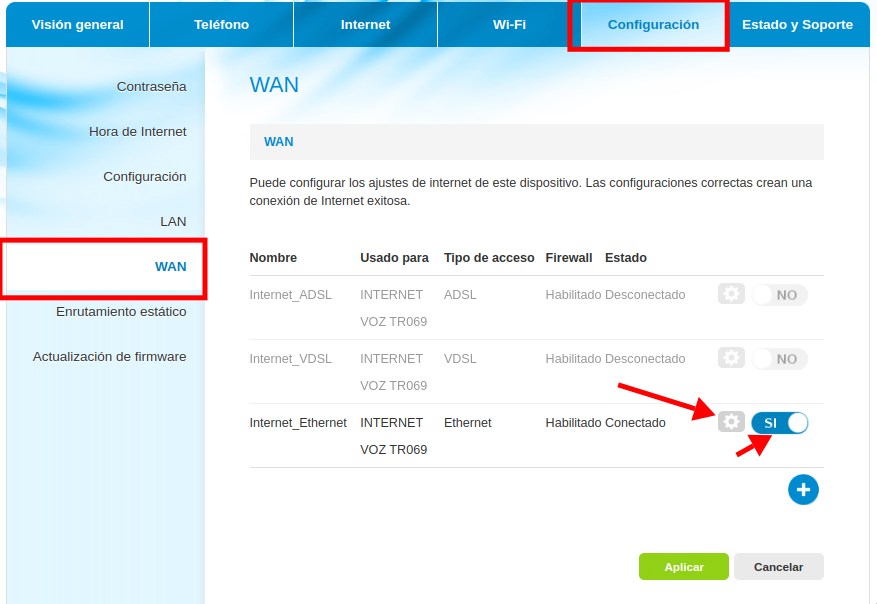 Visión general Teléfono Internet Wi-Fi Configuración Estado y Soporte
Contraseña
Hora de Internet
Configuración
LAN
WAN
Enrutamiento estático
Actualización de firmware
WAN
WAN
Puede configurar los ajustes de internet de este dispositivo. Las configuraciones correctas crean una
conexión de Internet exitosa.
Nombre Usado para Tipo de acceso Firewall Estado
Internet_ADSL INTERNET ADSL Habilitado Desconectado NO
VOZ TR069
Internet_VDSL INTERNET VDSL Habilitado Desconectado NO
VOZ TR069
Internet_Ethernet INTERNET Ethernet Habilitado Conectado SI
VOZ TR069
Aplicar Cancelar